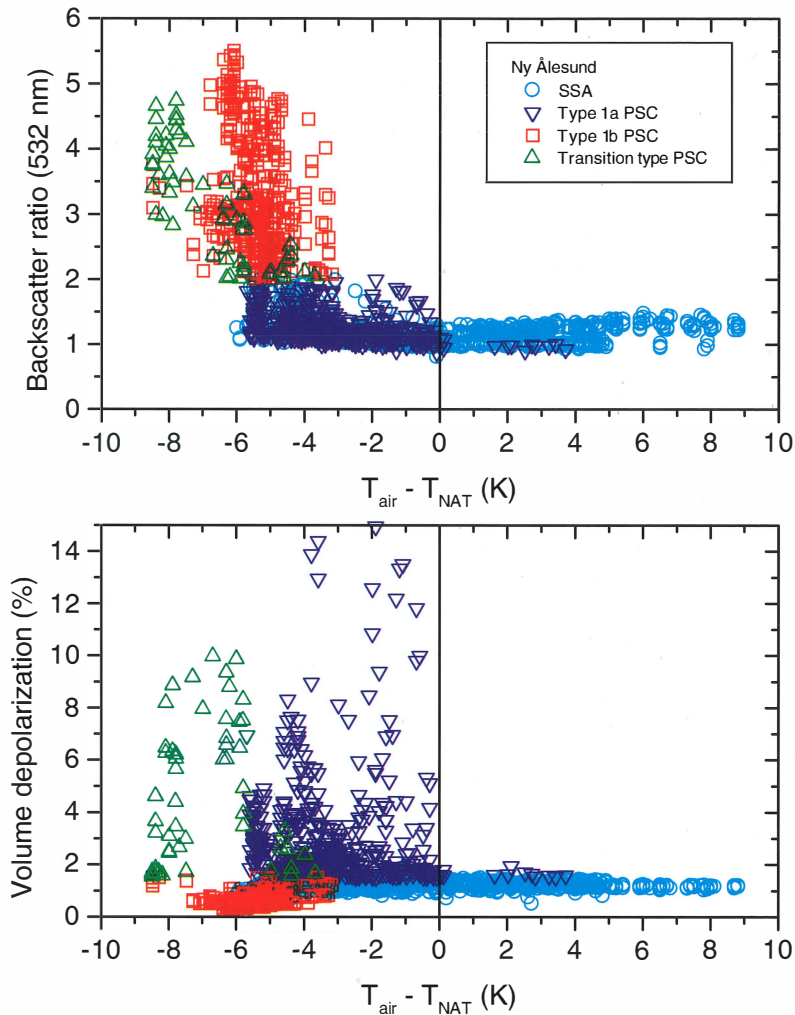 6
5
4
3
2
1
0
Backscatter ratio (532 nm)
Ny Ålesund
SSA
Type 1a PSC
Type 1b PSC
Transition type PSC
-10 -8 -6 -4 -2 0 2 4 6 8 10
T_air - T_NAT (K)
14
12
10
8
6
4
2
0
Volume depolarization (%)
-10 -8 -6 -4 -2 0 2 4 6 8 10
T_air - T_NAT (K)